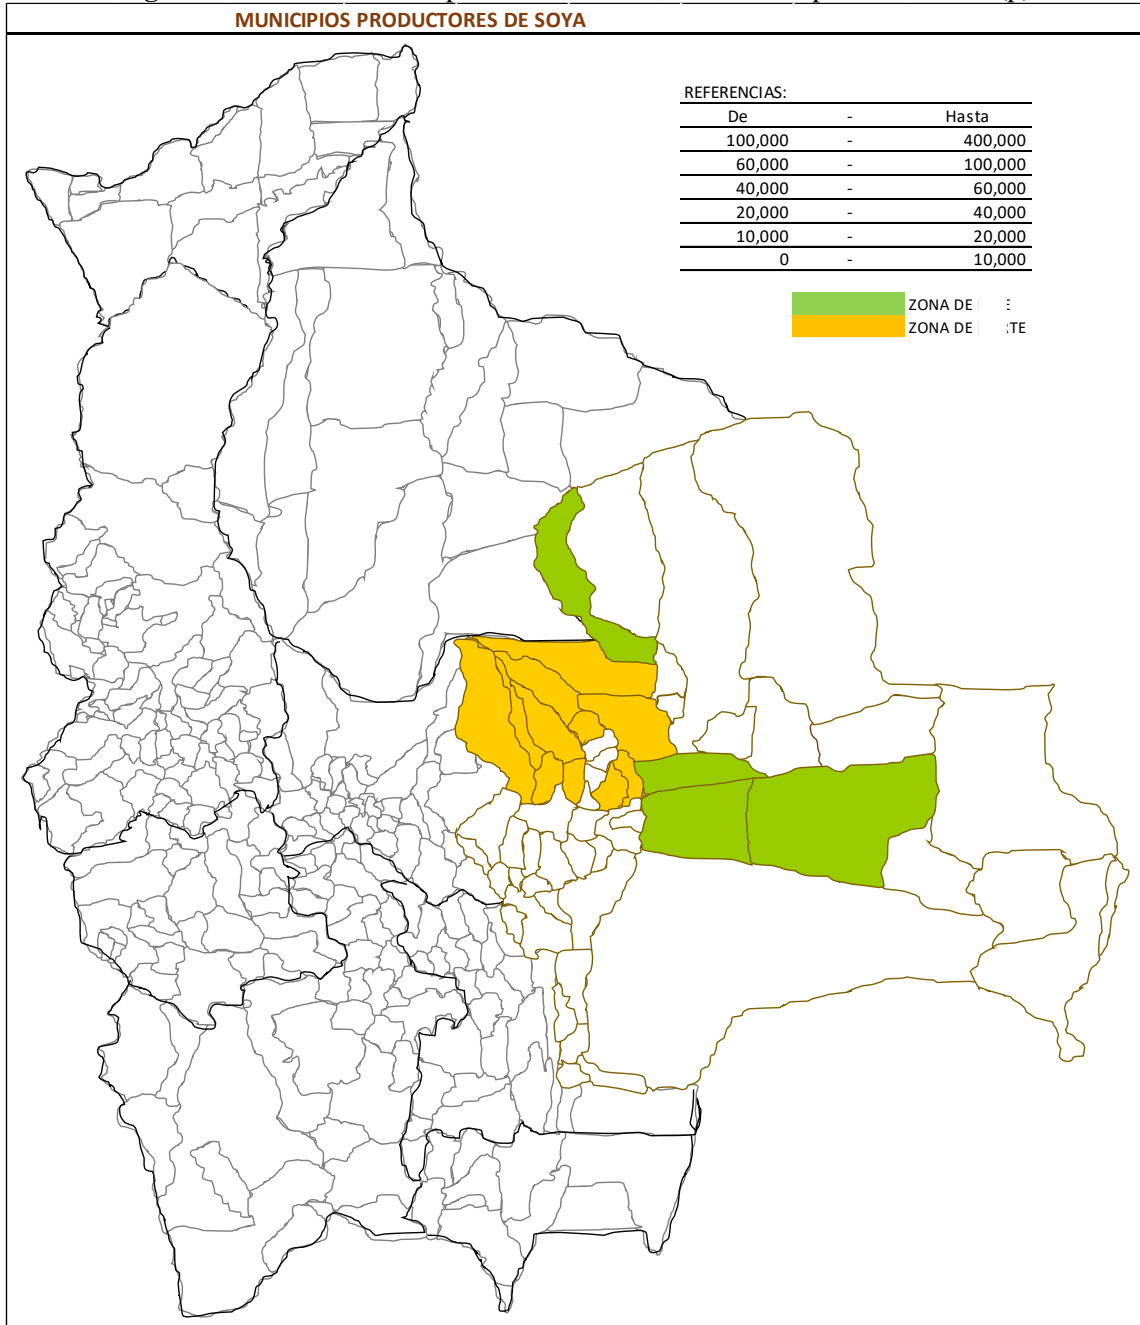 MUNICIPIOS PRODUCTORES DE SOYA
REFERENCIAS:
De - Hasta
100,000 - 400,000
60,000 - 100,000
40,000 - 60,000
20,000 - 40,000
10,000 - 20,000
0 - 10,000
ZONA DE
ZONA DE